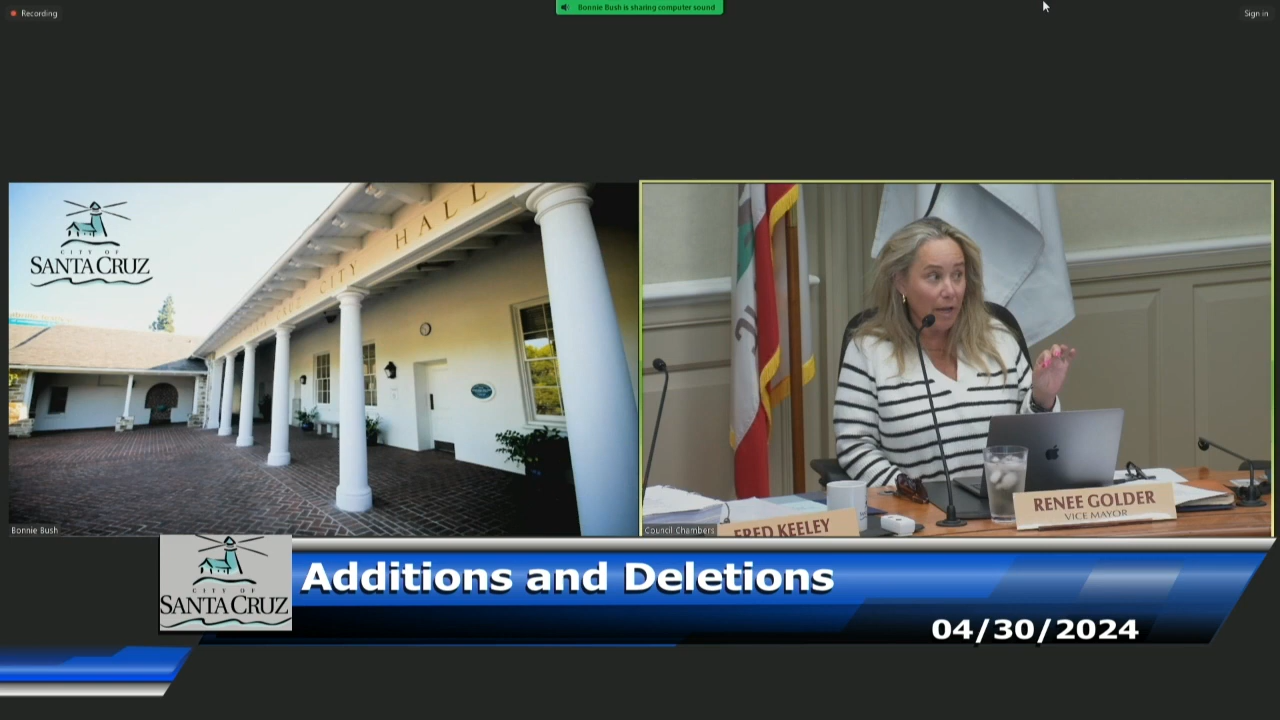 Recording
Bonnie Bush is sharing computer sound
Sign in
CITY OF
SANTA CRUZ
CITY HALL
Bonnie Bush
Council Chambers
FRED KEELEY
RENEE GOLDER
VICE MAYOR
CITY OF
SANTA CRUZ
Additions and Deletions
04/30/2024